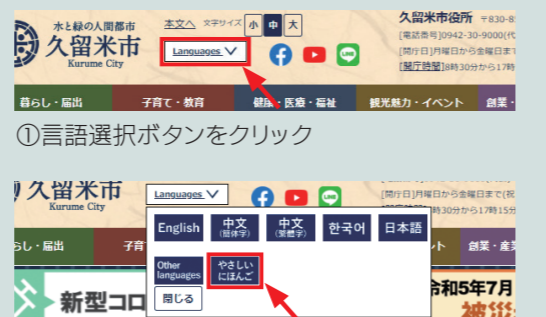 水と緑の人間都市
久留米市
Kurume City
本文へ 文字サイズ 小 中 大
Languages
久留米市役所 〒830-8
[電話番号]0942-30-9000(代
[開庁日]月曜日から金曜日まで
[開庁時間]8時30分から17時
暮らし・届出 子育て・教育 健康・医療・福祉 観光魅力・イベント 創業・
①言語選択ボタンをクリック
久留米市
Kurume City
Languages
[開庁日]月曜日から金曜日まで(祝
時30分から17時15分
らし・届出 子育 ト 創業・産業
English 中文(簡体字) 中文(繁體字) 한국어 日本語
Other languages やさしいにほんご
閉じる
新型コロ
令和5年7月
被災